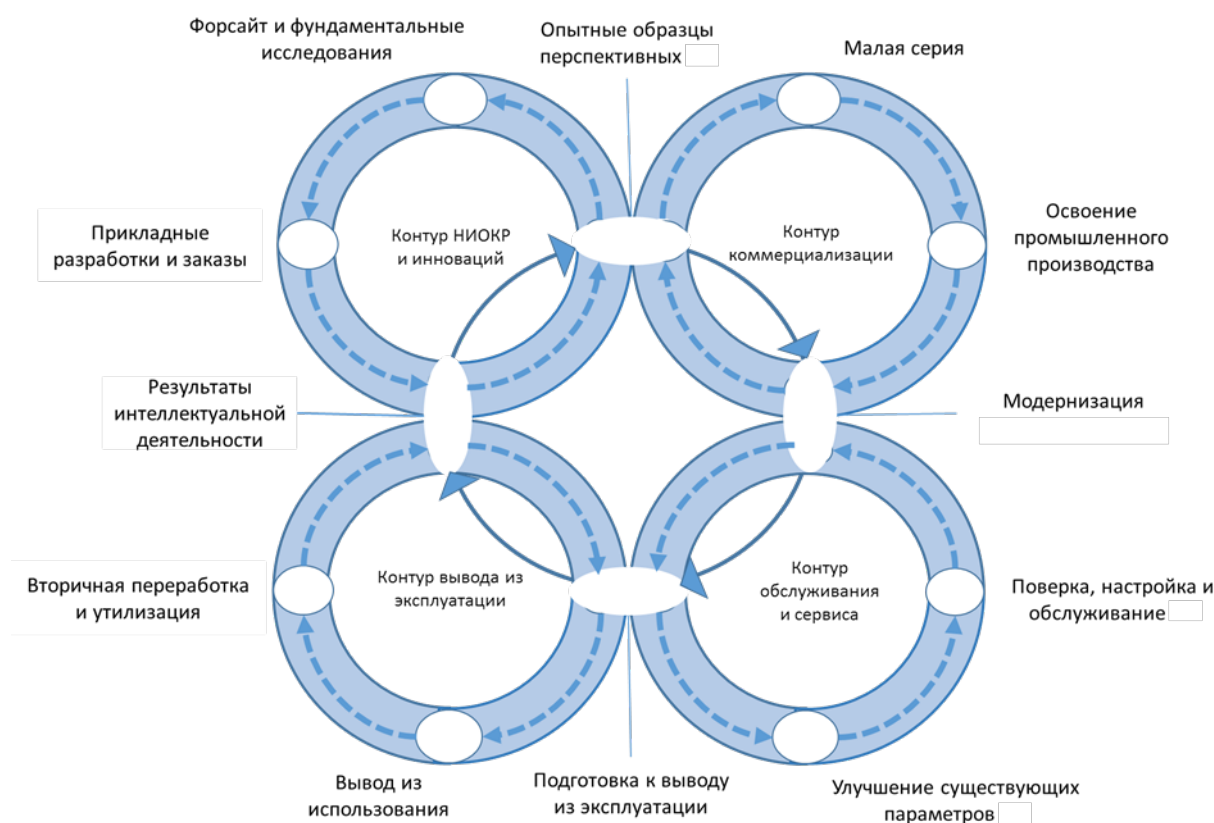 Форсайт и фундаментальные
исследования
Опытные образцы
перспективных
Малая серия
Прикладные
разработки и заказы
Контур НИОКР
и инноваций
Контур
коммерциализации
Освоение
промышленного
производства
Результаты
интеллектуальной
деятельности
Модернизация
Вторичная переработка
и утилизация
Контур вывода из
эксплуатации
Контур
обслуживания
и сервиса
Поверка, настройка и
обслуживание
Вывод из
использования
Подготовка к выводу
из эксплуатации
Улучшение существующих
параметров